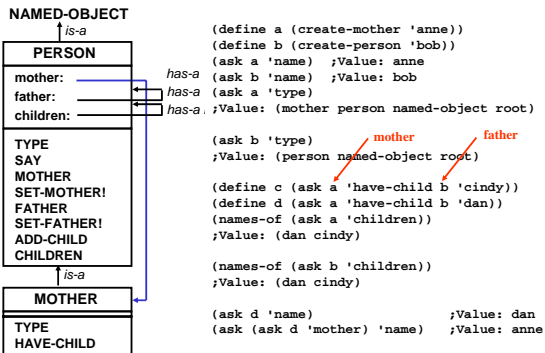 NAMED-OBJECT
is-a
PERSON
mother:
father:
children:
has-a
has-a
has-a
TYPE
SAY
MOTHER
SET-MOTHER!
FATHER
SET-FATHER!
ADD-CHILD
CHILDREN
is-a
MOTHER
TYPE
HAVE-CHILD
(define a (create-mother 'anne))
(define b (create-person 'bob))
(ask a 'name) ;Value: anne
(ask b 'name) ;Value: bob
(ask a 'type)
;Value: (mother person named-object root)
mother father
(ask b 'type)
;Value: (person named-object root)
(define c (ask a 'have-child b 'cindy))
(define d (ask a 'have-child b 'dan))
(names-of (ask a 'children))
;Value: (dan cindy)
(names-of (ask b 'children))
;Value: (dan cindy)
(ask d 'name) ;Value: dan
(ask (ask d 'mother) 'name) ;Value: anne